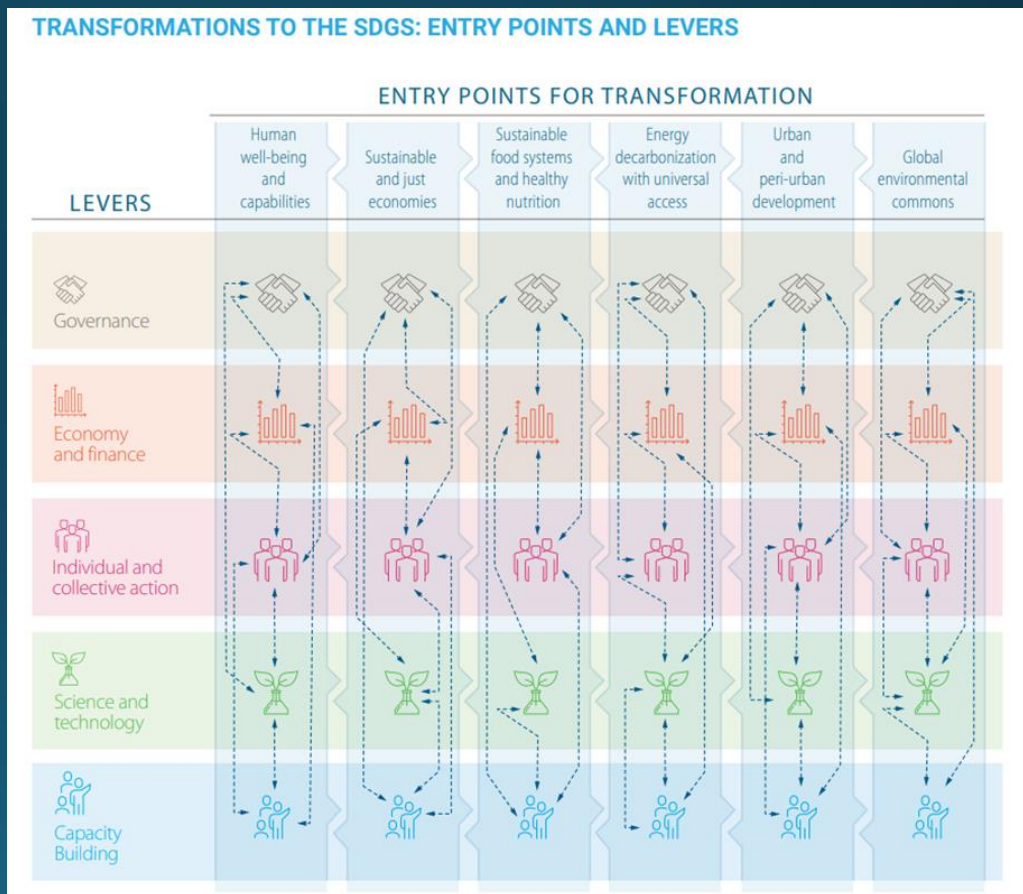 TRANSFORMATIONS TO THE SDGS: ENTRY POINTS AND LEVERS
ENTRY POINTS FOR TRANSFORMATION
LEVERS
Human
well-being
and
capabilities
Sustainable
and just
economies
Sustainable
food systems
and healthy
nutrition
Energy
decarbonization
with universal
access
Urban
and
peri-urban
development
Global
environmental
commons
Governance
Economy
and finance
Individual and
collective action
Science and
technology
Capacity
Building